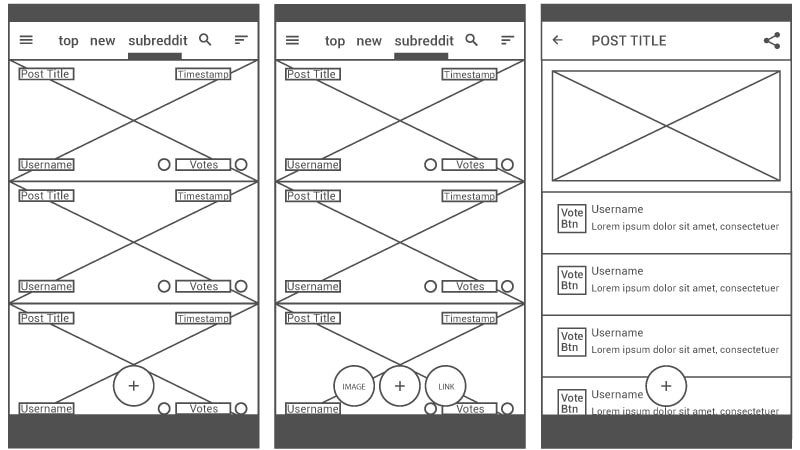 top new subreddit
Post Title Timestamp
Username Votes
Post Title Timestamp
Username Votes
Post Title Timestamp
+
Username Votes
top new subreddit
Post Title Timestamp
Username Votes
Post Title Timestamp
Username Votes
Post Title Timestamp
IMAGE + LINK
Username Votes
POST TITLE
Vote Btn
Username
Lorem ipsum dolor sit amet, consectetuer
Vote Btn
Username
Lorem ipsum dolor sit amet, consectetuer
Vote Btn
Username
Lorem ipsum dolor sit amet, consectetuer
+
Vote Btn
Username
Lorem ipsum dolor sit amet, consectetuer